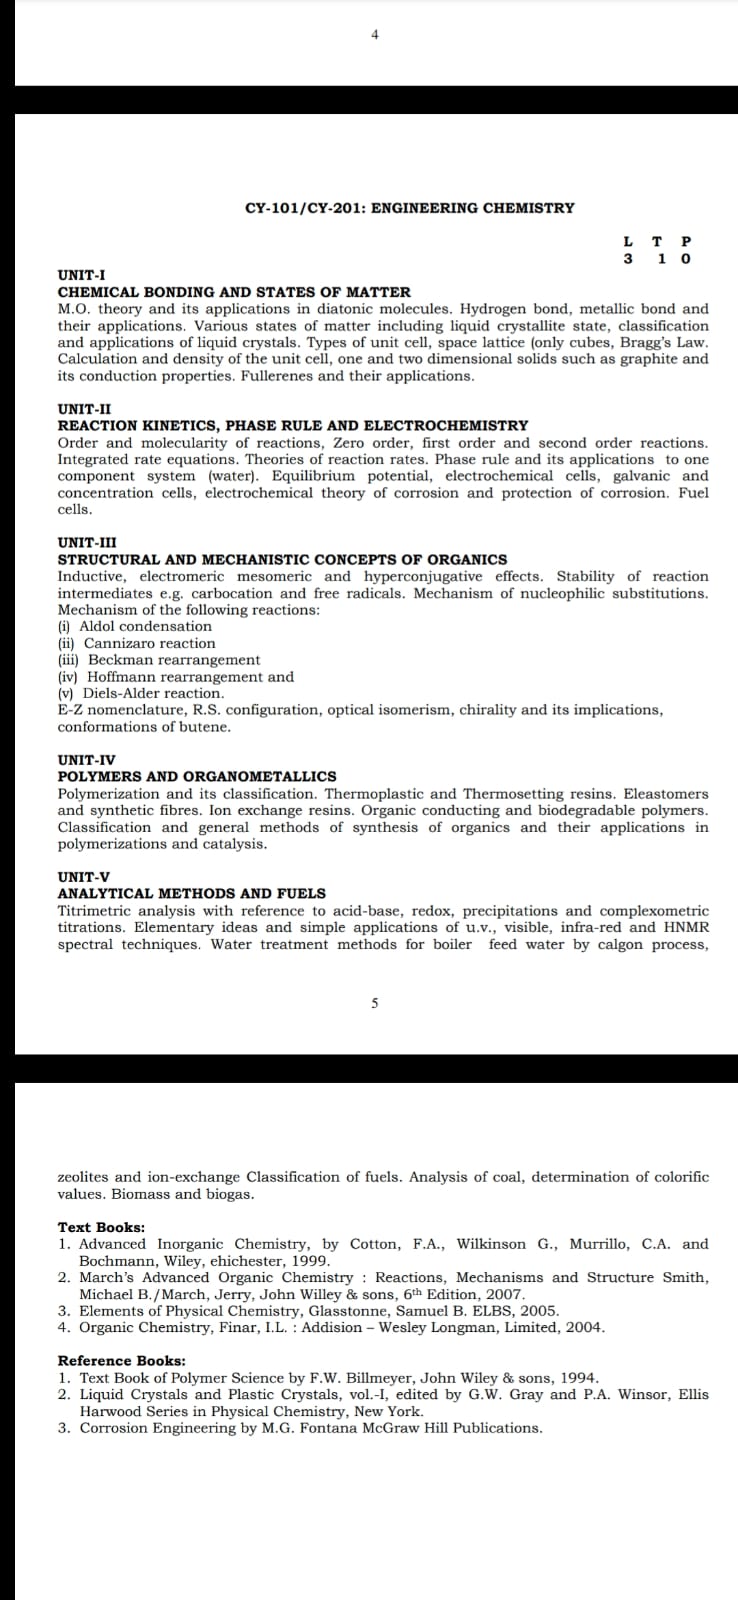 4
CY-101/CY-201: ENGINEERING CHEMISTRY
L T P
3 1 0
UNIT-I
CHEMICAL BONDING AND STATES OF MATTER
M.O. theory and its applications in diatonic molecules. Hydrogen bond, metallic bond and
their applications. Various states of matter including liquid crystallite state, classification
and applications of liquid crystals. Types of unit cell, space lattice (only cubes, Bragg's Law.
Calculation and density of the unit cell, one and two dimensional solids such as graphite and
its conduction properties. Fullerenes and their applications.
UNIT-II
REACTION KINETICS, PHASE RULE AND ELECTROCHEMISTRY
Order and molecularity of reactions, Zero order, first order and second order reactions.
Integrated rate equations. Theories of reaction rates. Phase rule and its applications to one
component system (water). Equilibrium potential, electrochemical cells, galvanic and
concentration cells, electrochemical theory of corrosion and protection of corrosion. Fuel
cells.
UNIT-III
STRUCTURAL AND MECHANISTIC CONCEPTS OF ORGANICS
Inductive, electromeric mesomeric and hyperconjugative effects. Stability of reaction
intermediates e.g. carbocation and free radicals. Mechanism of nucleophilic substitutions.
Mechanism of the following reactions:
(i) Aldol condensation
(ii) Cannizaro reaction
(iii) Beckman rearrangement
(iv) Hoffmann rearrangement and
(v) Diels-Alder reaction.
E-Z nomenclature, R.S. configuration, optical isomerism, chirality and its implications,
conformations of butene.
UNIT-IV
POLYMERS AND ORGANOMETALLICS
Polymerization and its classification. Thermoplastic and Thermosetting resins. Eleastomers
and synthetic fibres. Ion exchange resins. Organic conducting and biodegradable polymers.
Classification and general methods of synthesis of organics and their applications in
polymerizations and catalysis.
UNIT-V
ANALYTICAL METHODS AND FUELS
Titrimetric analysis with reference to acid-base, redox, precipitations and complexometric
titrations. Elementary ideas and simple applications of u.v., visible, infra-red and HNMR
spectral techniques. Water treatment methods for boiler feed water by calgon process,
5
zeolites and ion-exchange Classification of fuels. Analysis of coal, determination of colorific
values. Biomass and biogas.
Text Books:
1. Advanced Inorganic Chemistry, by Cotton, F.A., Wilkinson G., Murrillo, C.A. and
Bochmann, Wiley, ehichester, 1999.
2. March's Advanced Organic Chemistry : Reactions, Mechanisms and Structure Smith,
Michael B./March, Jerry, John Willey & sons, 6th Edition, 2007.
3. Elements of Physical Chemistry, Glasstonne, Samuel B. ELBS, 2005.
4. Organic Chemistry, Finar, I.L. : Addision – Wesley Longman, Limited, 2004.
Reference Books:
1. Text Book of Polymer Science by F.W. Billmeyer, John Wiley & sons, 1994.
2. Liquid Crystals and Plastic Crystals, vol.-I, edited by G.W. Gray and P.A. Winsor, Ellis
Harwood Series in Physical Chemistry, New York.
3. Corrosion Engineering by M.G. Fontana McGraw Hill Publications.